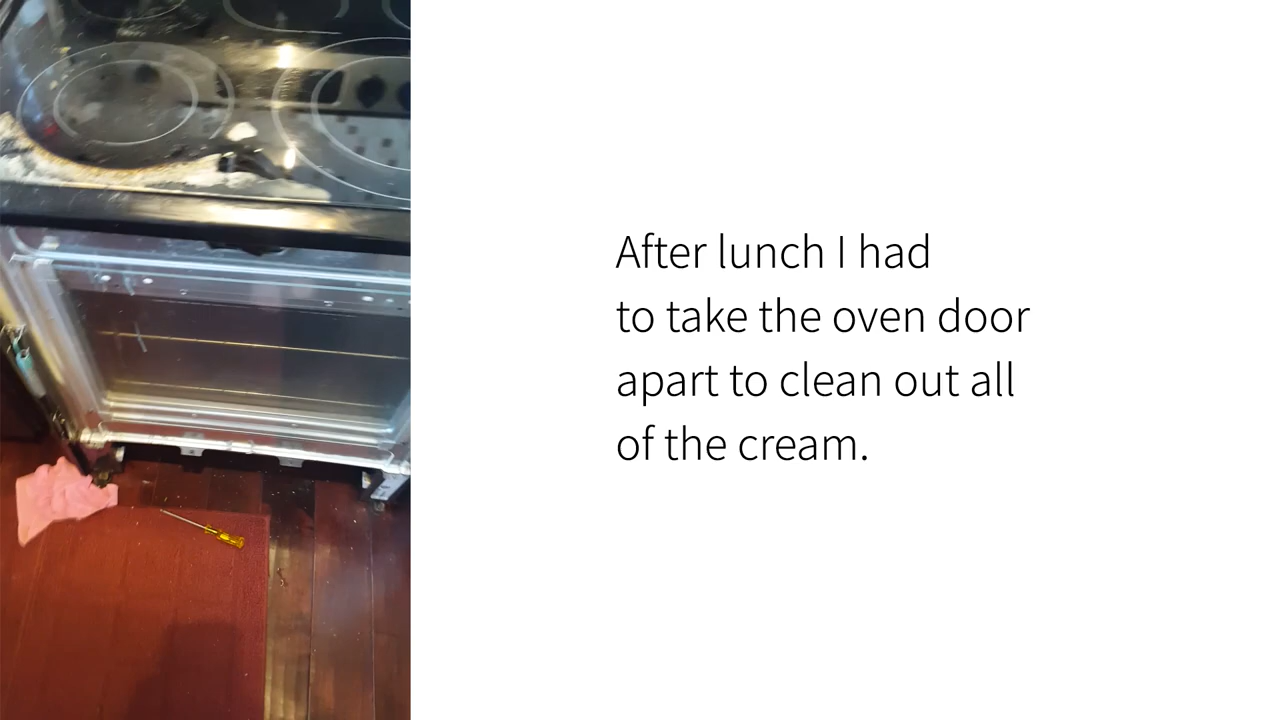 After lunch I had
to take the oven door
apart to clean out all
of the cream.